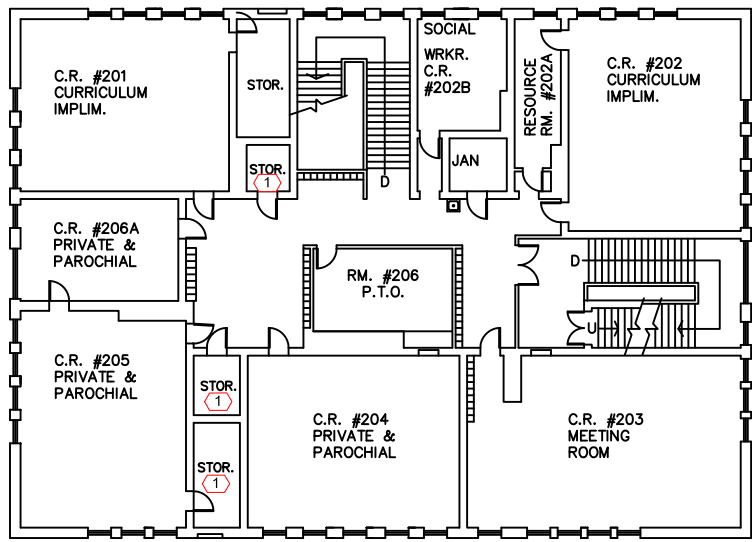 C.R. #201
CURRICULUM
IMPLIM.
STOR.
SOCIAL
WRKR.
C.R.
#202B
RESOURCE
RM. #202A
C.R. #202
CURRICULUM
IMPLIM.
STOR.
1
JAN
D
C.R. #206A
PRIVATE &
PAROCHIAL
RM. #206
P.T.O.
D
U
C.R. #205
PRIVATE &
PAROCHIAL
STOR.
1
STOR.
1
C.R. #204
PRIVATE &
PAROCHIAL
C.R. #203
MEETING
ROOM